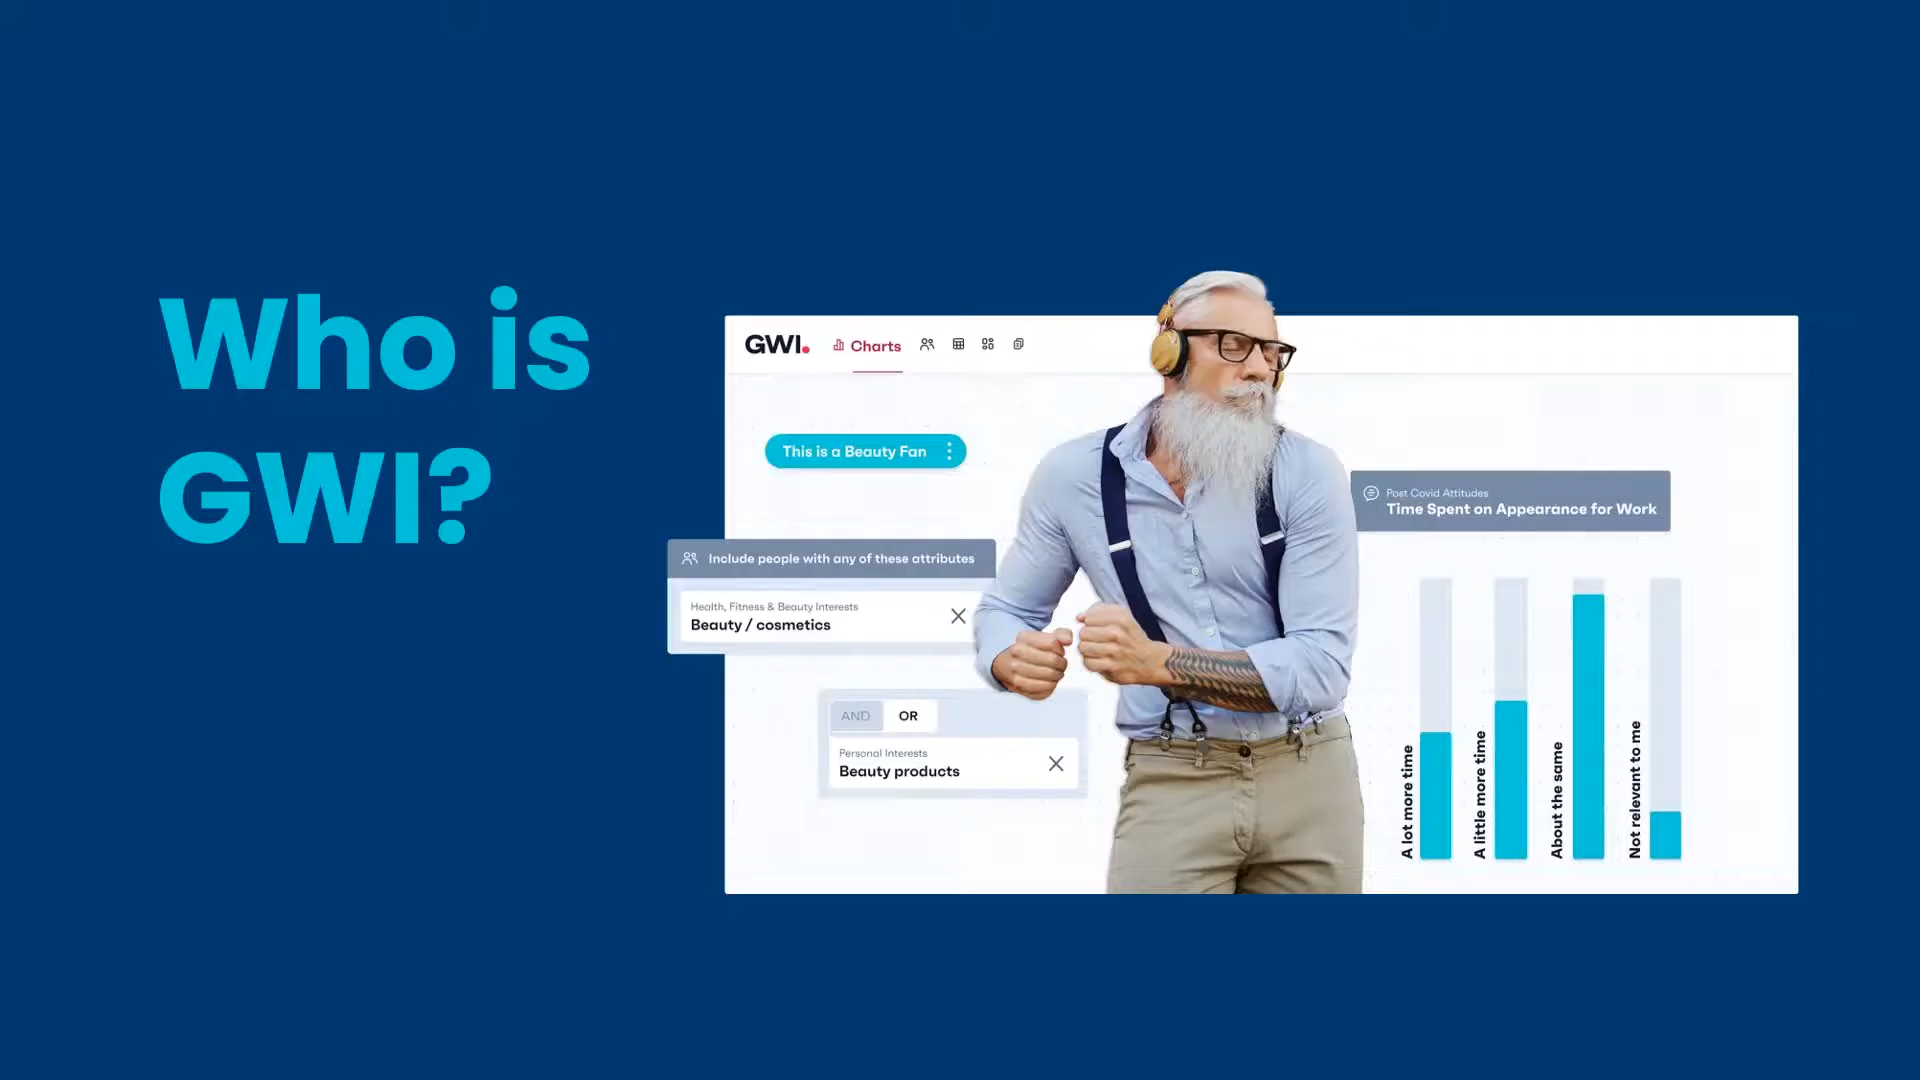 Who is
GWI?
GWI.
Charts
This is a Beauty Fan
Include people with any of these attributes
Health, Fitness & Beauty Interests
Beauty / cosmetics
AND OR
Personal Interests
Beauty products
Post Covid Attitudes
Time Spent on Appearance for Work
A lot more time
A little more time
About the same
Not relevant to me